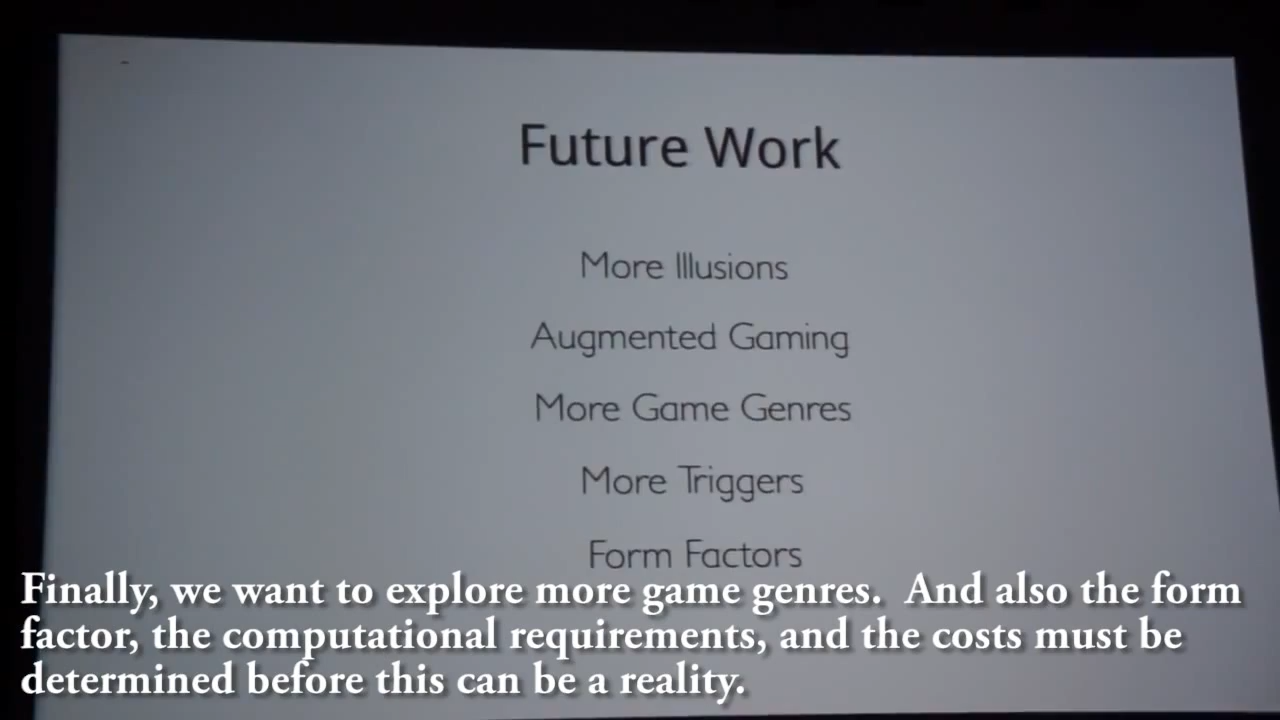 Future Work
More Illusions
Augmented Gaming
More Game Genres
More Triggers
Form Factors
Finally, we want to explore more game genres. And also the form
factor, the computational requirements, and the costs must be
determined before this can be a reality.